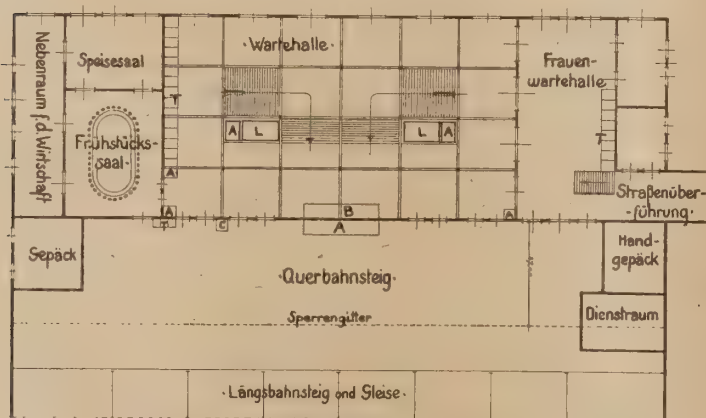 Nebenraum f.d. Wirtschaft
Speisesaal
Frühstücks-
saal
·Wartehalle·
Frauen-
wartehalle
T
T
A
L
L
A
A
A
C
B
A
A
T
T
Straßenüber-
führung
Gepäck
Hand-
gepäck
·Querbahnsteig·
Sperrengitter
Dienstraum
·Längsbahnsteig und Gleise·